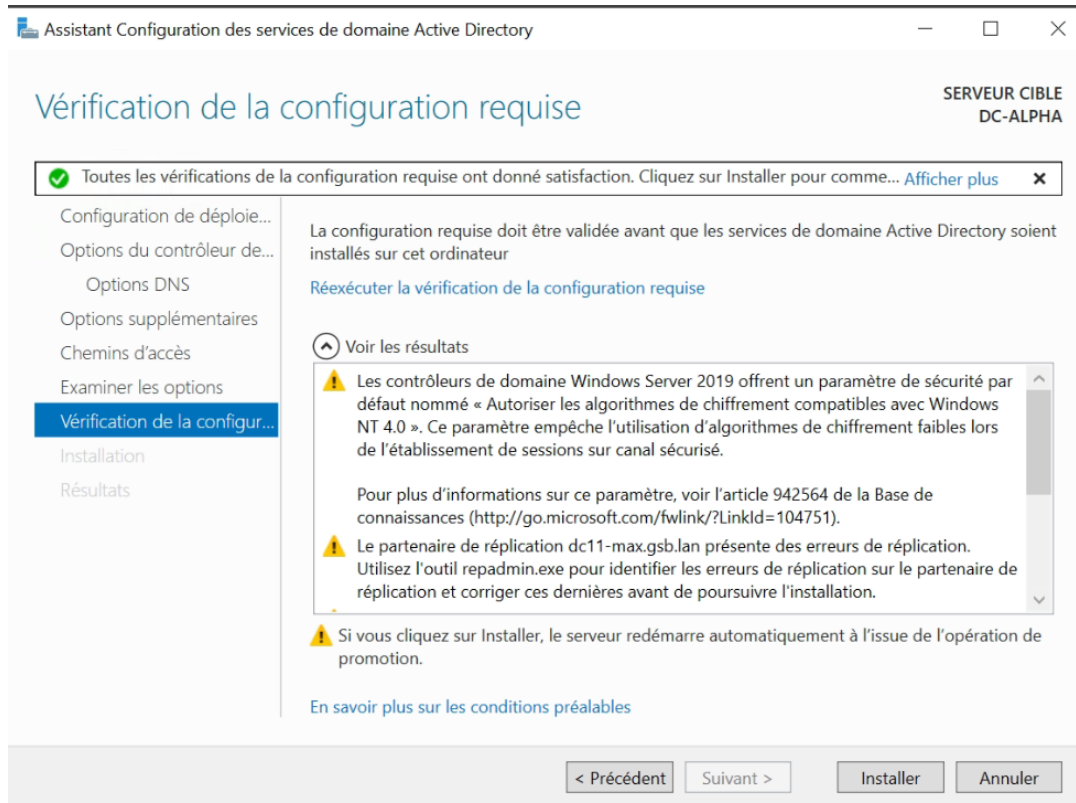 Assistant Configuration des services de domaine Active Directory
Vérification de la configuration requise
SERVEUR CIBLE
DC-ALPHA
Toutes les vérifications de la configuration requise ont donné satisfaction. Cliquez sur Installer pour comme... Afficher plus
Configuration de déploie...
Options du contrôleur de...
Options DNS
Options supplémentaires
Chemins d'accès
Examiner les options
Vérification de la configur...
Installation
Résultats
La configuration requise doit être validée avant que les services de domaine Active Directory soient
installés sur cet ordinateur
Réexécuter la vérification de la configuration requise
Voir les résultats
Les contrôleurs de domaine Windows Server 2019 offrent un paramètre de sécurité par
défaut nommé « Autoriser les algorithmes de chiffrement compatibles avec Windows
NT 4.0 ». Ce paramètre empêche l'utilisation d'algorithmes de chiffrement faibles lors
de l'établissement de sessions sur canal sécurisé.
Pour plus d'informations sur ce paramètre, voir l'article 942564 de la Base de
connaissances (http://go.microsoft.com/fwlink/?LinkId=104751).
Le partenaire de réplication dc11-max.gsb.lan présente des erreurs de réplication.
Utilisez l'outil repadmin.exe pour identifier les erreurs de réplication sur le partenaire de
réplication et corriger ces dernières avant de poursuivre l'installation.
Si vous cliquez sur Installer, le serveur redémarre automatiquement à l'issue de l'opération de
promotion.
En savoir plus sur les conditions préalables
< Précédent
Suivant >
Installer
Annuler